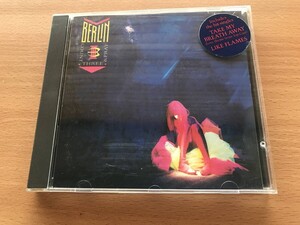 BERLIN
COUNT
THREE
PRAY
includes
the hit singles
TAKE MY
BREATH AWAY
LIKE FLAMES